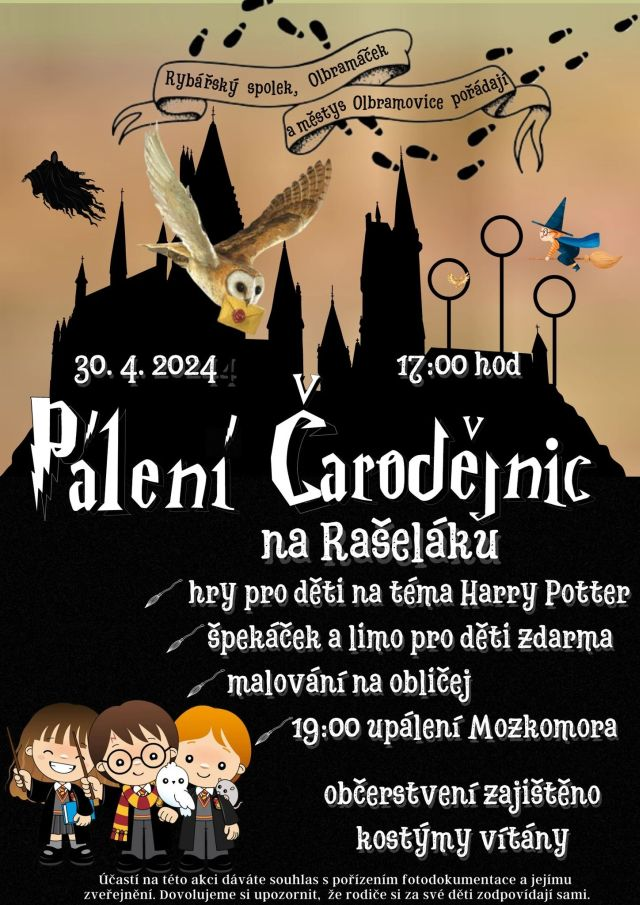 Rybářský spolek, Olbramáček
a městys Olbramovice pořádají
30. 4. 2024
17:00 hod
Pálení Čarodějnic
na Rašeláku
hry pro děti na téma Harry Potter
špekáček a limo pro děti zdarma
malování na obličej
19:00 upálení Mozkomora
občerstvení zajištěno
kostýmy vítány
Účastí na této akci dáváte souhlas s pořízením fotodokumentace a jejímu
zveřejnění. Dovolujeme si upozornit, že rodiče si za své děti zodpovídají sami.